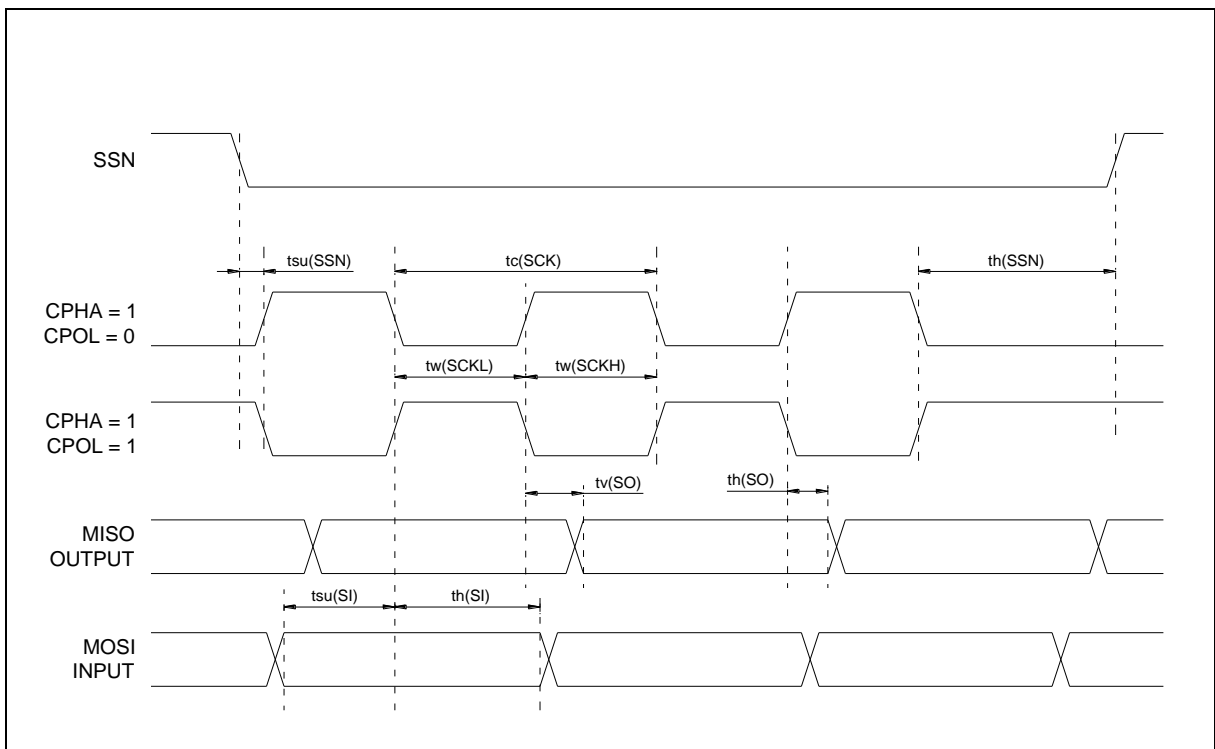 SSN
tsu(SSN)
tc(SCK)
th(SSN)
CPHA = 1
CPOL = 0
tw(SCKL)
tw(SCKH)
CPHA = 1
CPOL = 1
tv(SO)
th(SO)
MISO
OUTPUT
tsu(SI)
th(SI)
MOSI
INPUT